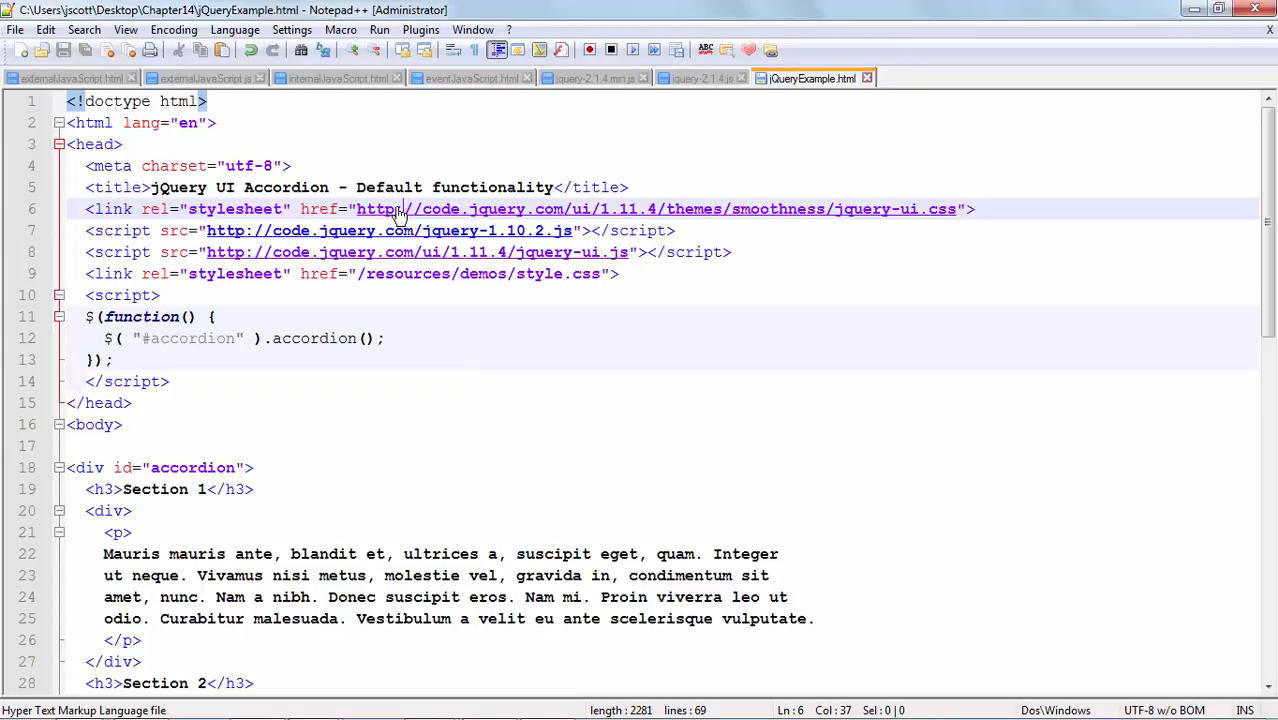 C:\Users\jscott\Desktop\Chapter14\jQueryExample.html - Notepad++ [Administrator]
File Edit Search View Encoding Language Settings Macro Run Plugins Window ? X
externalJavaScript.html externalJavaScript.js internalJavaScript.html eventJavaScript.html jquery-2.1.4.min.js jquery-2.1.4.js jQueryExample.html
1 <!doctype html>
2 <html lang="en">
3 <head>
4 <meta charset="utf-8">
5 <title>jQuery UI Accordion - Default functionality</title>
6 <link rel="stylesheet" href="http://code.jquery.com/ui/1.11.4/themes/smoothness/jquery-ui.css">
7 <script src="http://code.jquery.com/jquery-1.10.2.js"></script>
8 <script src="http://code.jquery.com/ui/1.11.4/jquery-ui.js"></script>
9 <link rel="stylesheet" href="/resources/demos/style.css">
10 <script>
11 $(function() {
12 $( "#accordion" ).accordion();
13 });
14 </script>
15 </head>
16 <body>
17
18 <div id="accordion">
19 <h3>Section 1</h3>
20 <div>
21 <p>
22 Mauris mauris ante, blandit et, ultrices a, suscipit eget, quam. Integer
23 ut neque. Vivamus nisi metus, molestie vel, gravida in, condimentum sit
24 amet, nunc. Nam a nibh. Donec suscipit eros. Nam mi. Proin viverra leo ut
25 odio. Curabitur malesuada. Vestibulum a velit eu ante scelerisque vulputate.
26 </p>
27 </div>
28 <h3>Section 2</h3>
Hyper Text Markup Language file length : 2281 lines : 69 Ln : 6 Col : 37 Sel : 0 | 0 Dos\Windows UTF-8 w/o BOM INS